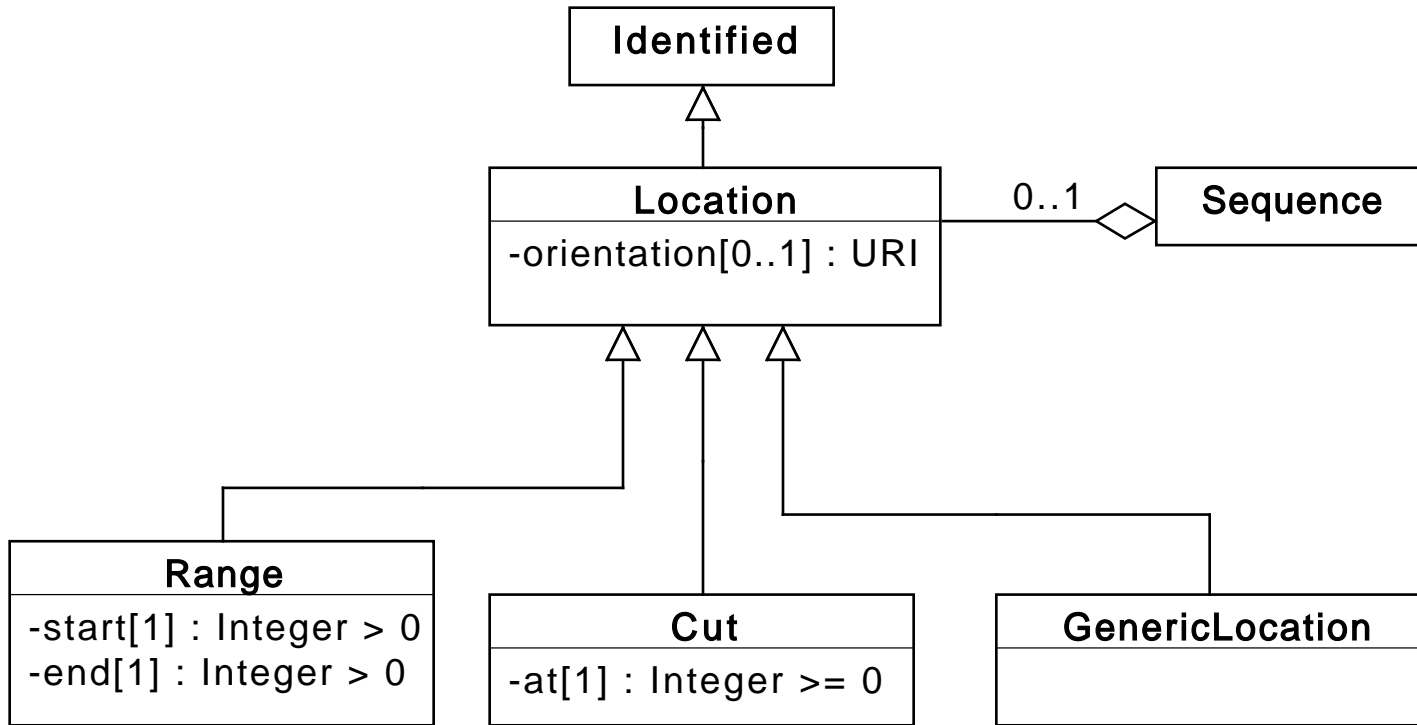 Identified
Location
0..1
Sequence
-orientation[0..1] : URI
Range
-start[1] : Integer > 0
-end[1] : Integer > 0
Cut
-at[1] : Integer >= 0
GenericLocation